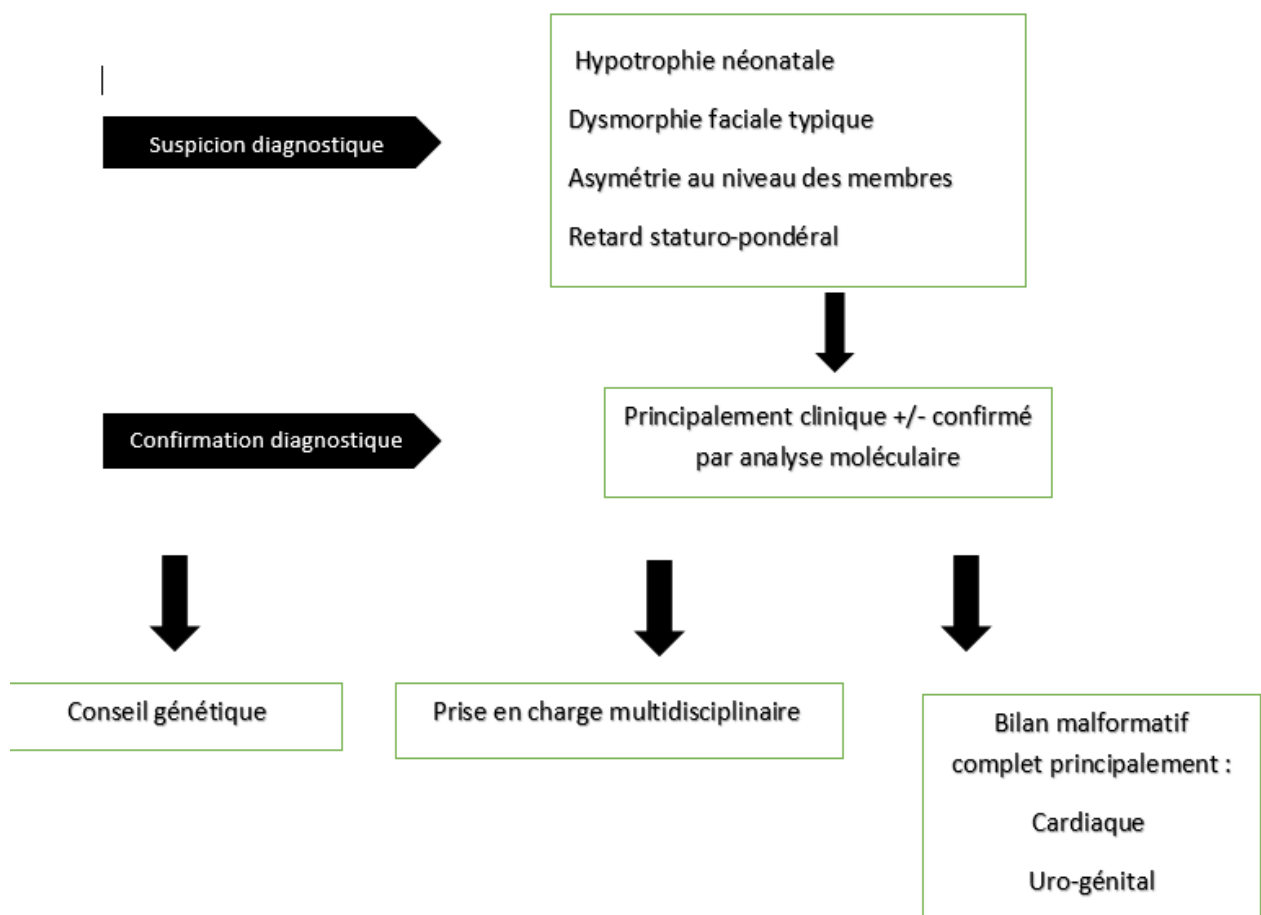 Hypotrophie néonatale
Suspicion diagnostique
Dysmorphie faciale typique
Asymétrie au niveau des membres
Retard staturo-pondéral
Confirmation diagnostique
Principalement clinique +/- confirmé
par analyse moléculaire
Conseil génétique
Prise en charge multidisciplinaire
Bilan malformatif
complet principalement :
Cardiaque
Uro-génital